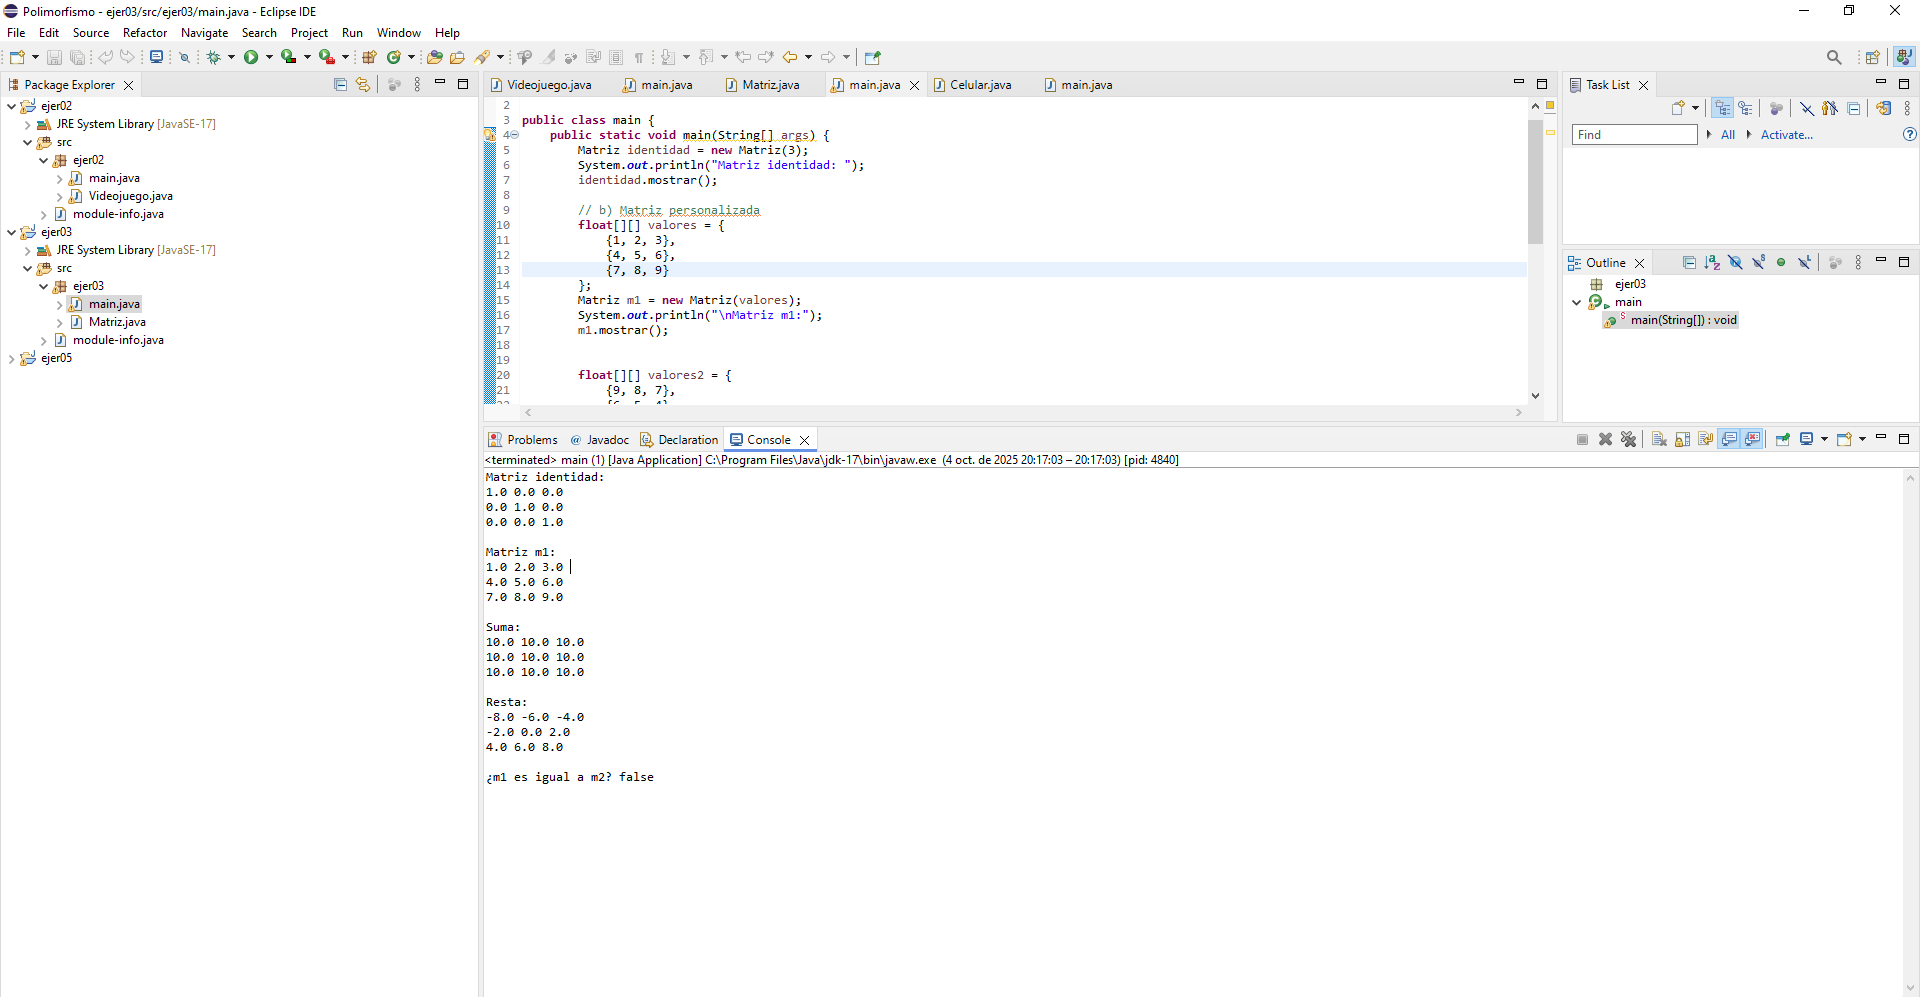 Polimorfismo - ejer03/src/ejer03/main.java - Eclipse IDE
File Edit Source Refactor Navigate Search Project Run Window Help
Package Explorer
ejer02
JRE System Library [JavaSE-17]
src
ejer02
main.java
Videojuego.java
module-info.java
ejer03
JRE System Library [JavaSE-17]
src
ejer03
main.java
Matriz.java
module-info.java
ejer05
Videojuego.java main.java Matriz.java main.java Celular.java main.java
2
3 public class main {
4 public static void main(String[] args) {
5 Matriz identidad = new Matriz(3);
6 System.out.println("Matriz identidad: ");
7 identidad.mostrar();
8
9 // b) Matriz personalizada
10 float[][] valores = {
11 {1, 2, 3},
12 {4, 5, 6},
13 {7, 8, 9}
14 };
15 Matriz m1 = new Matriz(valores);
16 System.out.println("\nMatriz m1:");
17 m1.mostrar();
18
19
20 float[][] valores2 = {
21 {9, 8, 7},
Task List
Find All Activate...
Outline
ejer03
main
main(String[]) : void
Problems @ Javadoc Declaration Console
<terminated> main (1) [Java Application] C:\Program Files\Java\jdk-17\bin\javaw.exe (4 oct. de 2025 20:17:03 – 20:17:03) [pid: 4840]
Matriz identidad:
1.0 0.0 0.0
0.0 1.0 0.0
0.0 0.0 1.0
Matriz m1:
1.0 2.0 3.0
4.0 5.0 6.0
7.0 8.0 9.0
Suma:
10.0 10.0 10.0
10.0 10.0 10.0
10.0 10.0 10.0
Resta:
-8.0 -6.0 -4.0
-2.0 0.0 2.0
4.0 6.0 8.0
¿m1 es igual a m2? false